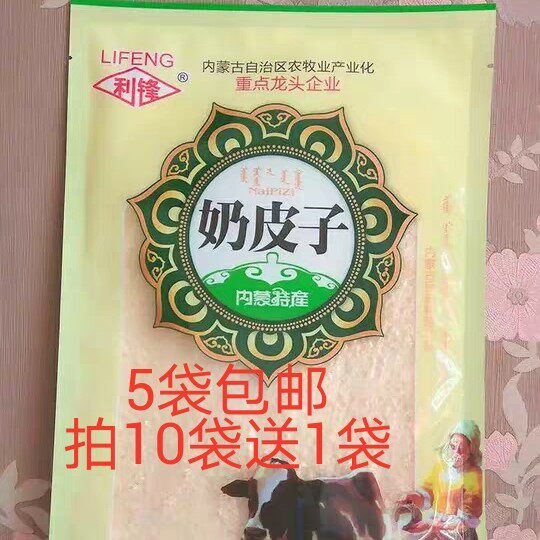 LIFENG
利锋®
内蒙古自治区农牧业产业化
重点龙头企业
NaiPiZi
奶皮子
内蒙特产
5袋包邮
拍10袋送1袋